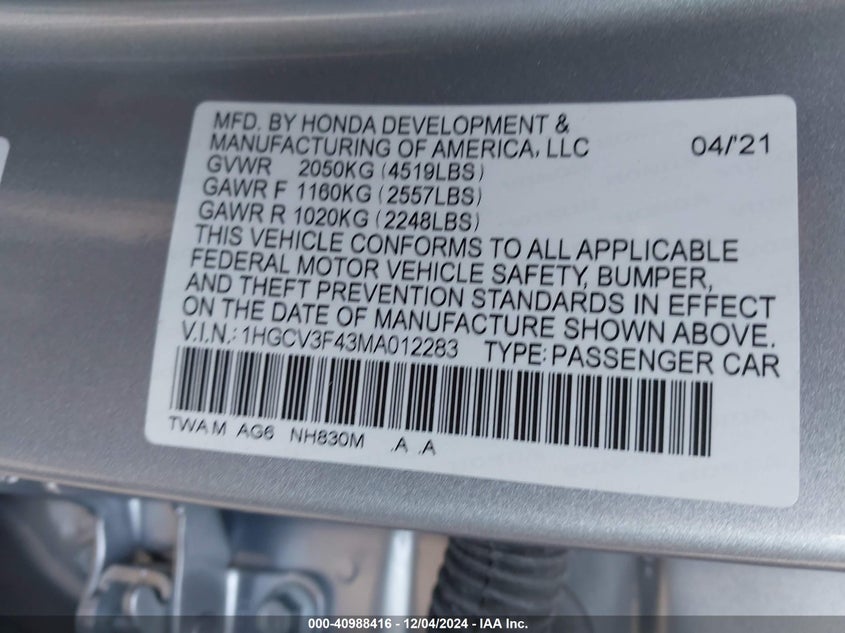 MFD. BY HONDA DEVELOPMENT &
MANUFACTURING OF AMERICA, LLC 04/'21
GVWR 2050KG (4519LBS)
GAWR F 1160KG (2557LBS)
GAWR R 1020KG (2248LBS)
THIS VEHICLE CONFORMS TO ALL APPLICABLE
FEDERAL MOTOR VEHICLE SAFETY, BUMPER,
AND THEFT PREVENTION STANDARDS IN EFFECT
ON THE DATE OF MANUFACTURE SHOWN ABOVE.
V.I.N.: 1HGCV3F43MA012283 TYPE: PASSENGER CAR
TWA M AG6 NH830M .A .A
000-40988416 - 12/04/2024 - IAA Inc.